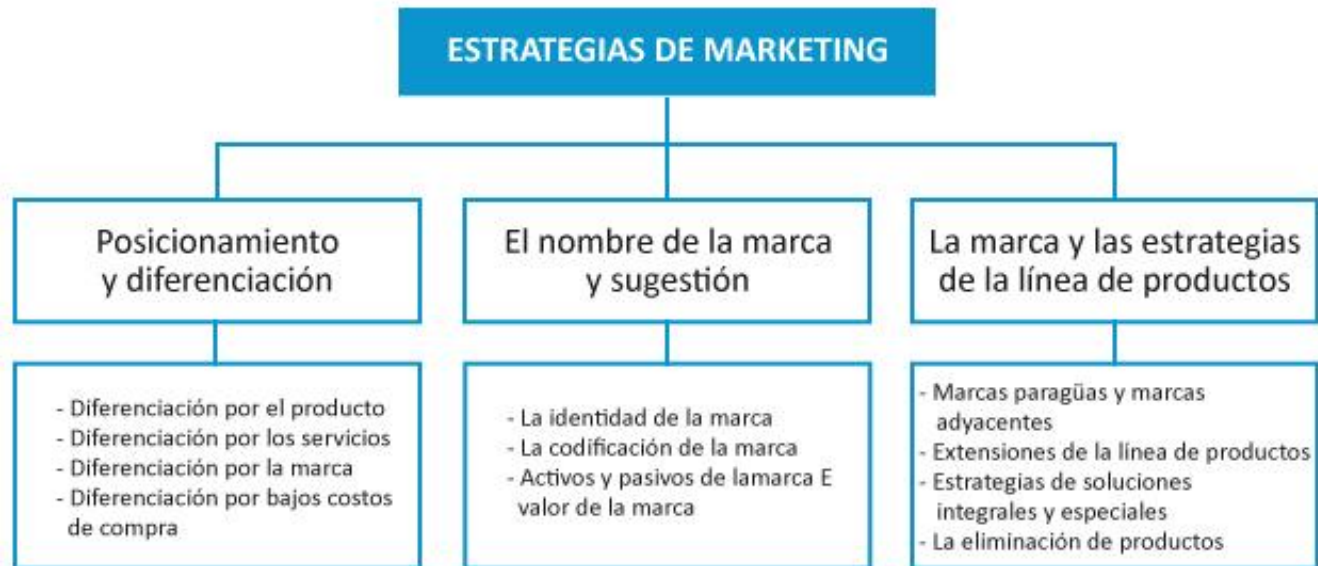 ESTRATEGIAS DE MARKETING
Posicionamiento
y diferenciación
- Diferenciación por el producto
- Diferenciación por los servicios
- Diferenciación por la marca
- Diferenciación por bajos costos
de compra
El nombre de la marca
y sugestión
- La identidad de la marca
- La codificación de la marca
- Activos y pasivos de lamarca E
valor de la marca
La marca y las estrategias
de la línea de productos
- Marcas paragüas y marcas
adyacentes
- Extensiones de la línea de productos
- Estrategias de soluciones
integrales y especiales
- La eliminación de productos